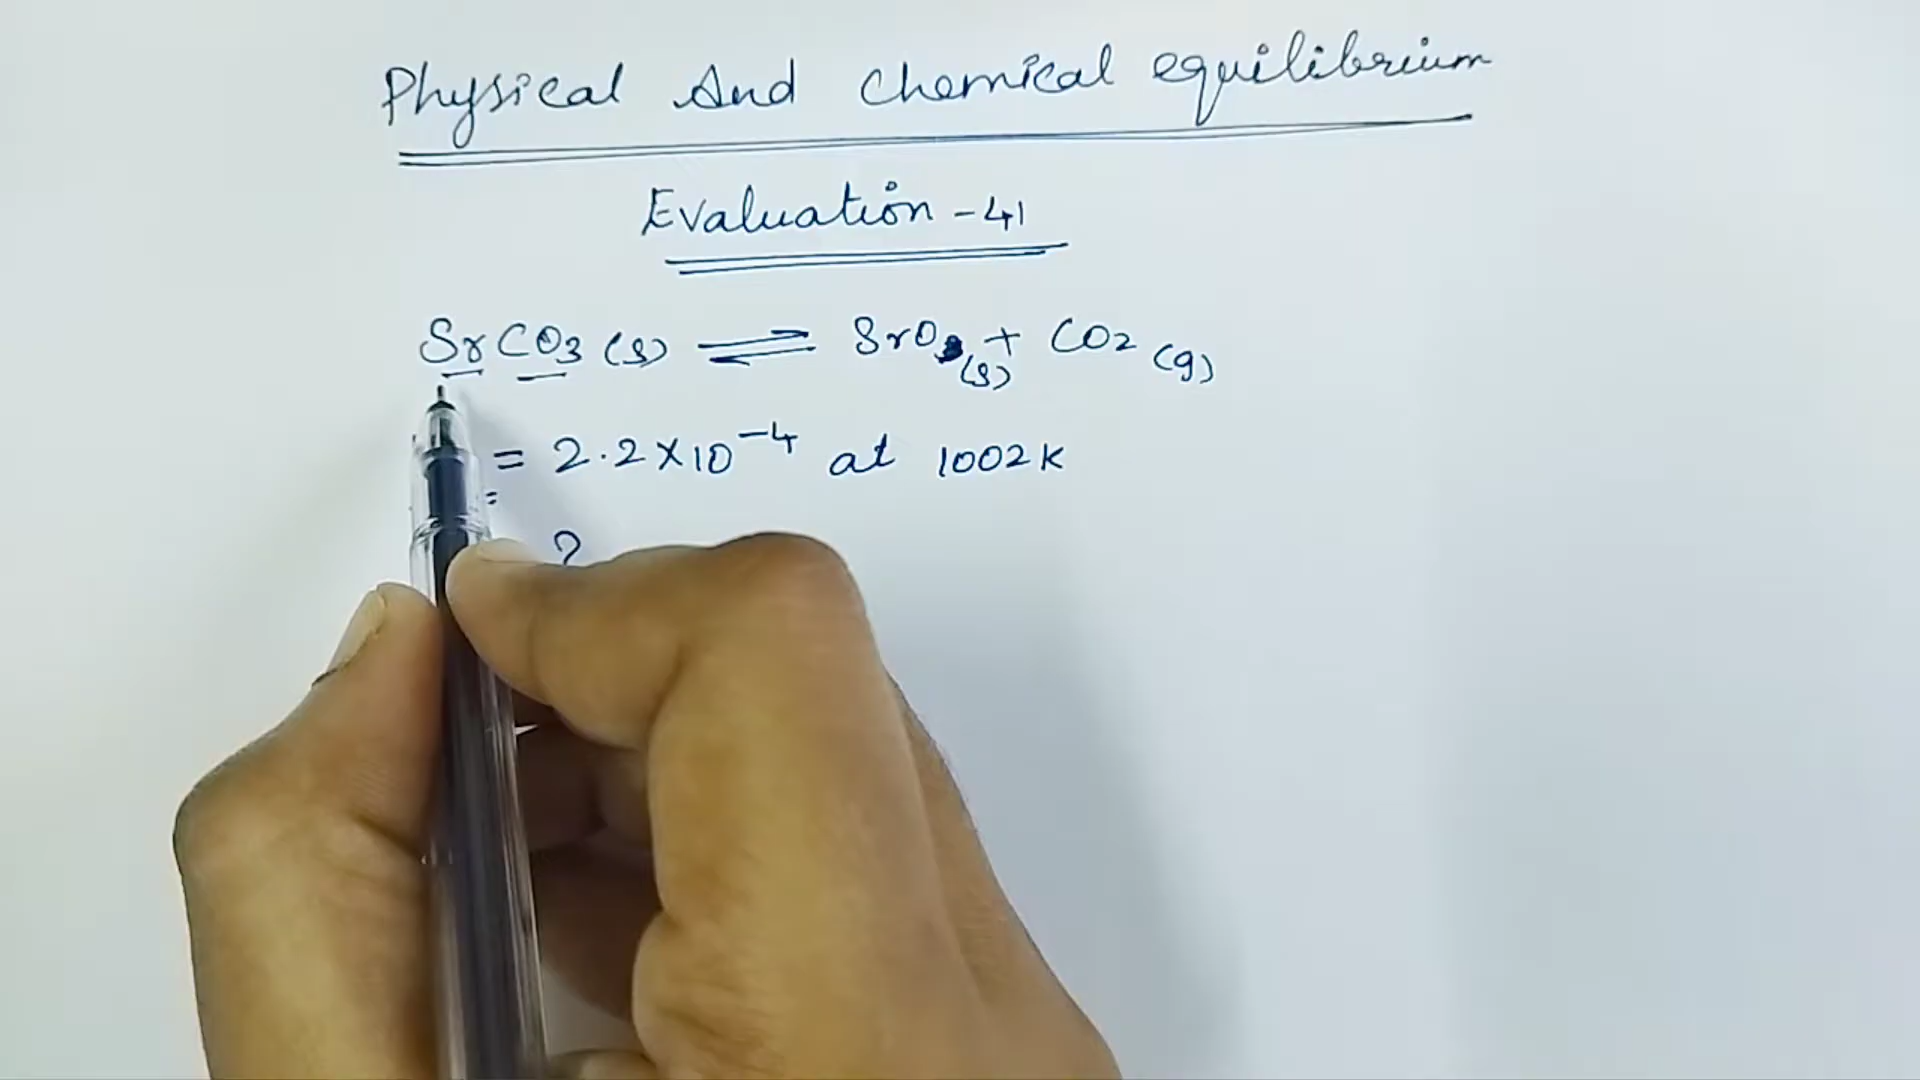 Physical And Chemical equilibrium
Evaluation - 41
SrCO3 (s) ⇌ SrO (s) + CO2 (g)
= 2.2 × 10^-4 at 1002 K
?